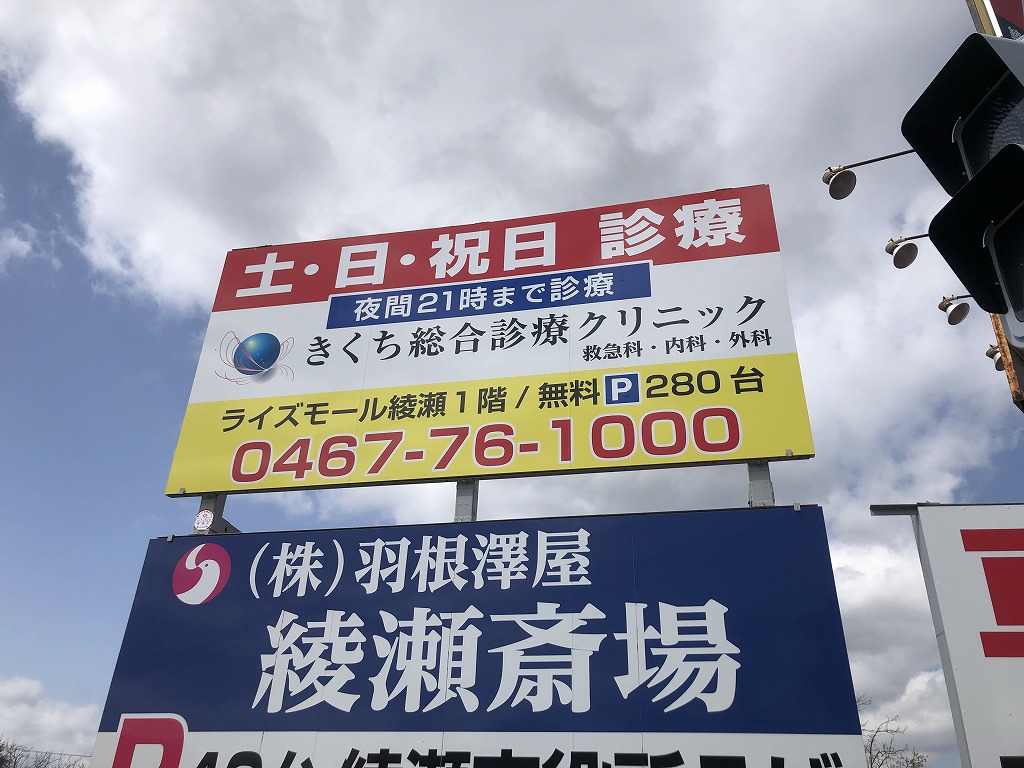 土・日・祝日 診療
夜間21時まで診療
きくち総合診療クリニック
救急科・内科・外科
ライズモール綾瀬1階/無料P280台
0467-76-1000
(株)羽根澤屋
綾瀬斎場
P